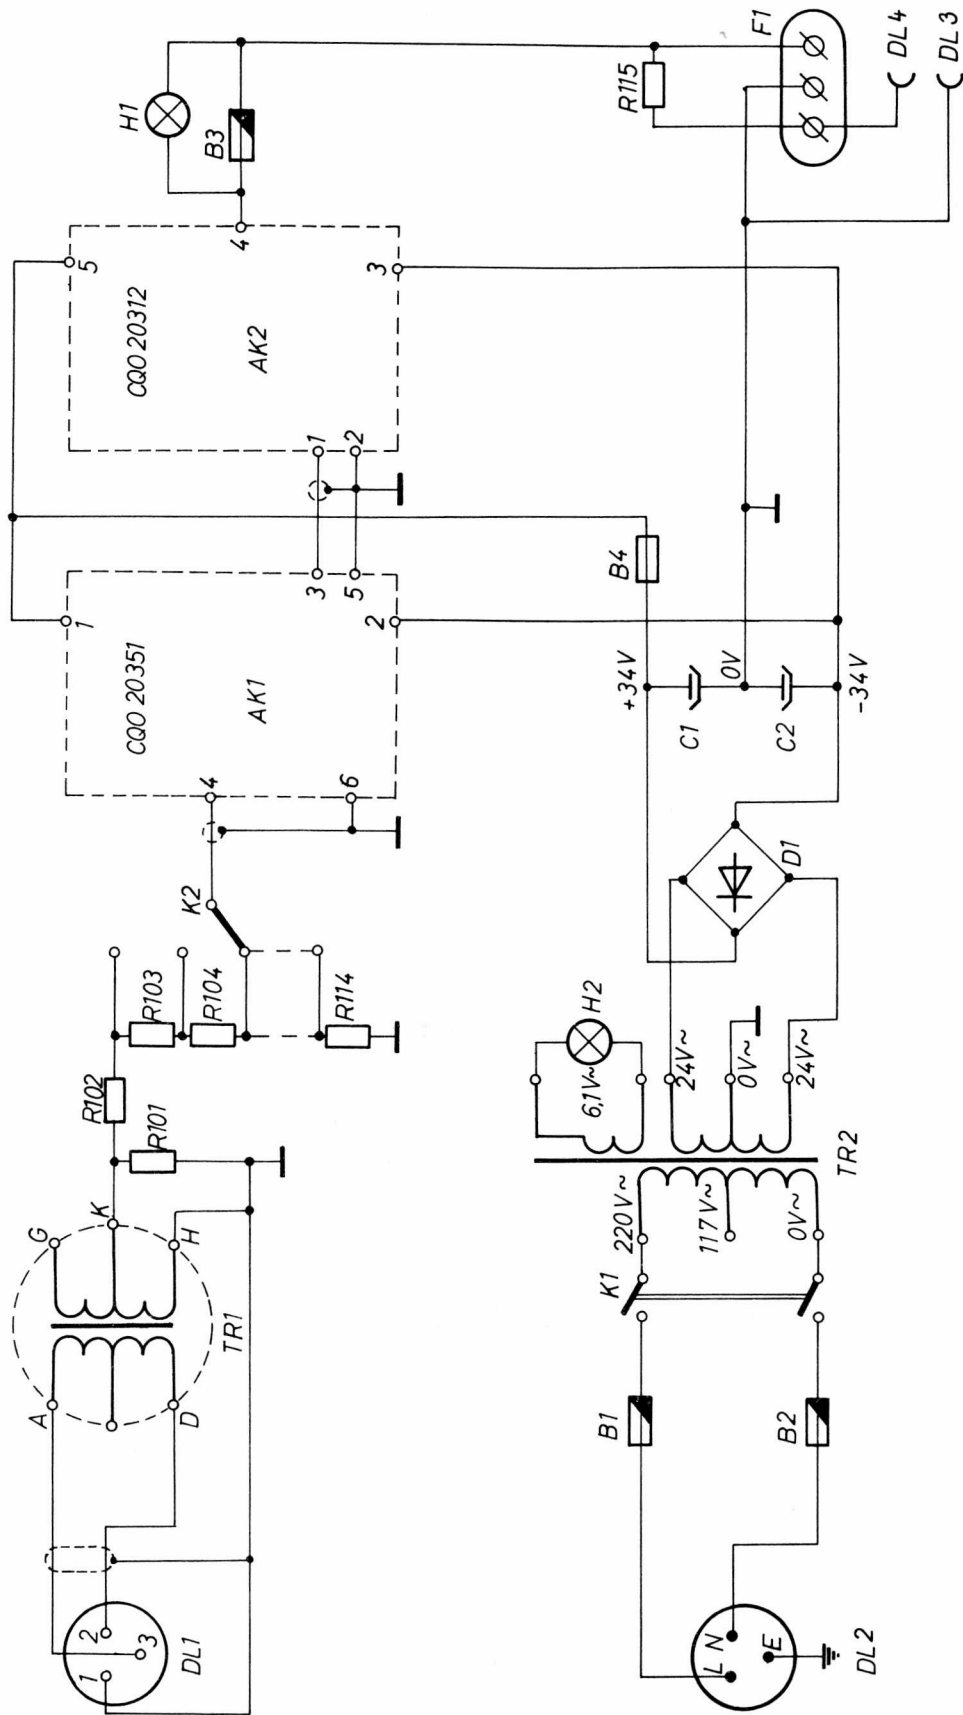 H1
B3
5
4
CQO 20312
AK2
3
1
2
1
3
5
2
CQO 20351
AK1
4
6
K2
R103
R104
R114
R102
R101
G
K
H
TR1
A
D
1
2
3
DL1
F1
R115
DL4
DL3
B4
+34V
0V
-34V
C1
C2
D1
H2
6,1V~
24V~
0V~
24V~
TR2
220V~
117V~
0V~
K1
B1
B2
L
N
E
DL2